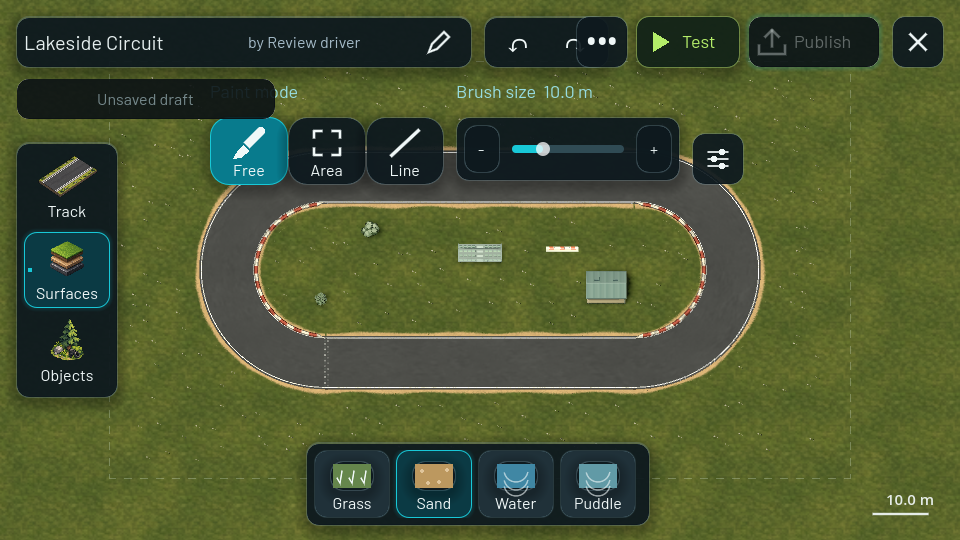 Lakeside Circuit
by Review driver
Test
Publish
Unsaved draft
Paint mode
Brush size 10.0 m
Free
Area
Line
-
+
Track
Surfaces
Objects
Grass
Sand
Water
Puddle
10.0 m